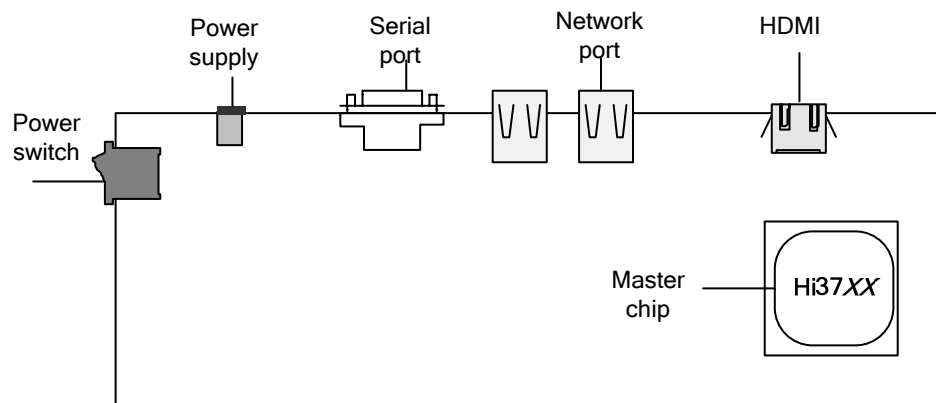 Power
supply
Serial
port
Network
port
HDMI
Power
switch
Master
chip
Hi37XX